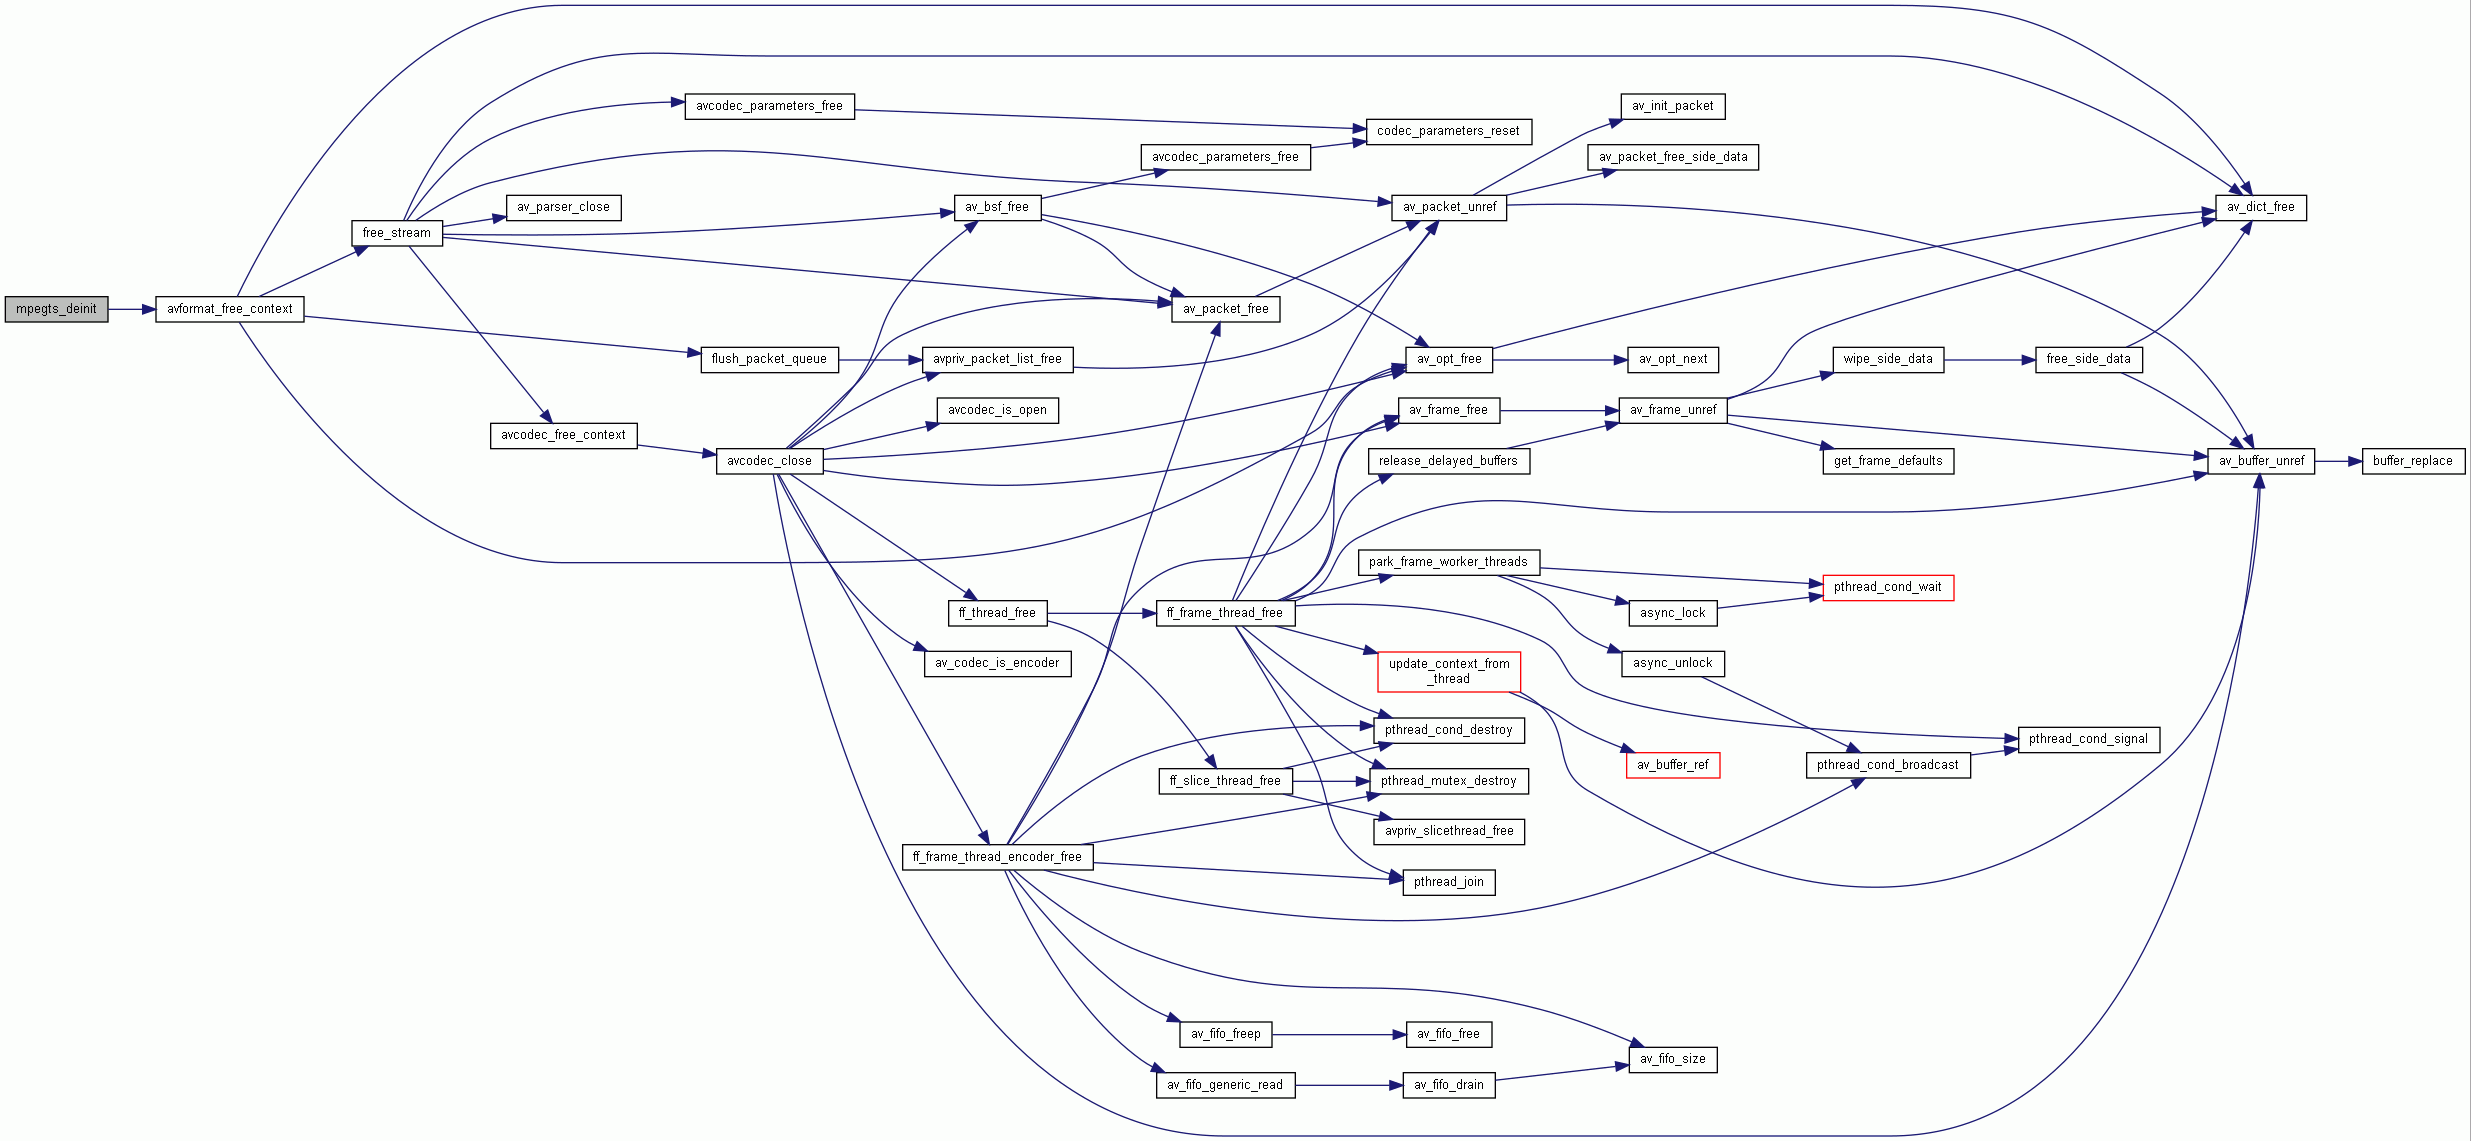 mpegts_deinit
avformat_free_context
free_stream
flush_packet_queue
avcodec_parameters_free
av_parser_close
avcodec_free_context
avcodec_close
av_bsf_free
avpriv_packet_list_free
avcodec_is_open
ff_thread_free
av_codec_is_encoder
ff_frame_thread_encoder_free
avcodec_parameters_free
av_packet_free
ff_frame_thread_free
ff_slice_thread_free
av_fifo_freep
av_fifo_generic_read
codec_parameters_reset
av_packet_unref
av_opt_free
av_frame_free
release_delayed_buffers
park_frame_worker_threads
update_context_from
_thread
pthread_cond_destroy
pthread_mutex_destroy
avpriv_slicethread_free
pthread_join
av_fifo_free
av_fifo_drain
av_init_packet
av_packet_free_side_data
av_opt_next
av_frame_unref
async_lock
async_unlock
av_buffer_ref
av_fifo_size
wipe_side_data
get_frame_defaults
pthread_cond_wait
pthread_cond_broadcast
free_side_data
pthread_cond_signal
av_dict_free
av_buffer_unref
buffer_replace